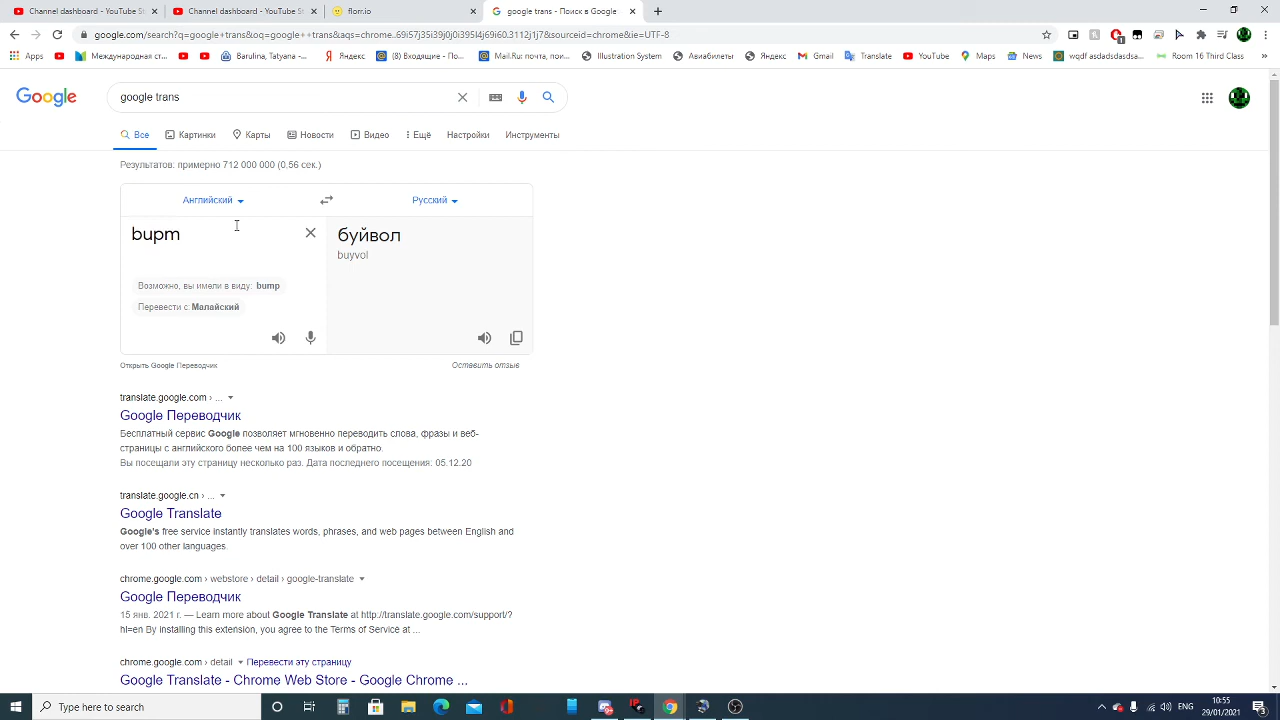 Channel dashboard - YouTube St
Channel dashboard - YouTube St
florr.io
google trans - Поиск в Google
google.com/search?q=google+trans&oq=google++trans&aqs=chrome..69i57j35i39j0j0i395l4j69i60.3112j1j7&sourceid=chrome&ie=UTF-8
Apps
Международная ст...
Barulina, Tatyana -...
Яндекс
(8) Входящие - По...
Mail.Ru: почта, пои...
Illustration System
Авиабилеты
Яндекс
Gmail
Translate
YouTube
Maps
News
wqdf asdadsdasdsa...
Room 16 Third Class
Google
google trans
Все
Картинки
Карты
Новости
Видео
Ещё
Настройки
Инструменты
Результатов: примерно 712 000 000 (0,56 сек.)
Английский
Русский
bupm
буйвол
buyvol
Возможно, вы имели в виду: bump
Перевести с: Малайский
Открыть Google Переводчик
Оставить отзыв
translate.google.com › ...
Google Переводчик
Бесплатный сервис Google позволяет мгновенно переводить слова, фразы и веб-
страницы с английского более чем на 100 языков и обратно.
Вы посещали эту страницу несколько раз. Дата последнего посещения: 05.12.20
translate.google.cn › ...
Google Translate
Google's free service instantly translates words, phrases, and web pages between English and
over 100 other languages.
chrome.google.com › webstore › detail › google-translate
Google Переводчик
15 янв. 2021 г. — Learn more about Google Translate at http://translate.google.com/support/?
hl=en By installing this extension, you agree to the Terms of Service at ...
chrome.google.com › detail
Перевести эту страницу
Google Translate - Chrome Web Store - Google Chrome ...
Type here to search
ENG
10:55
29/01/2021